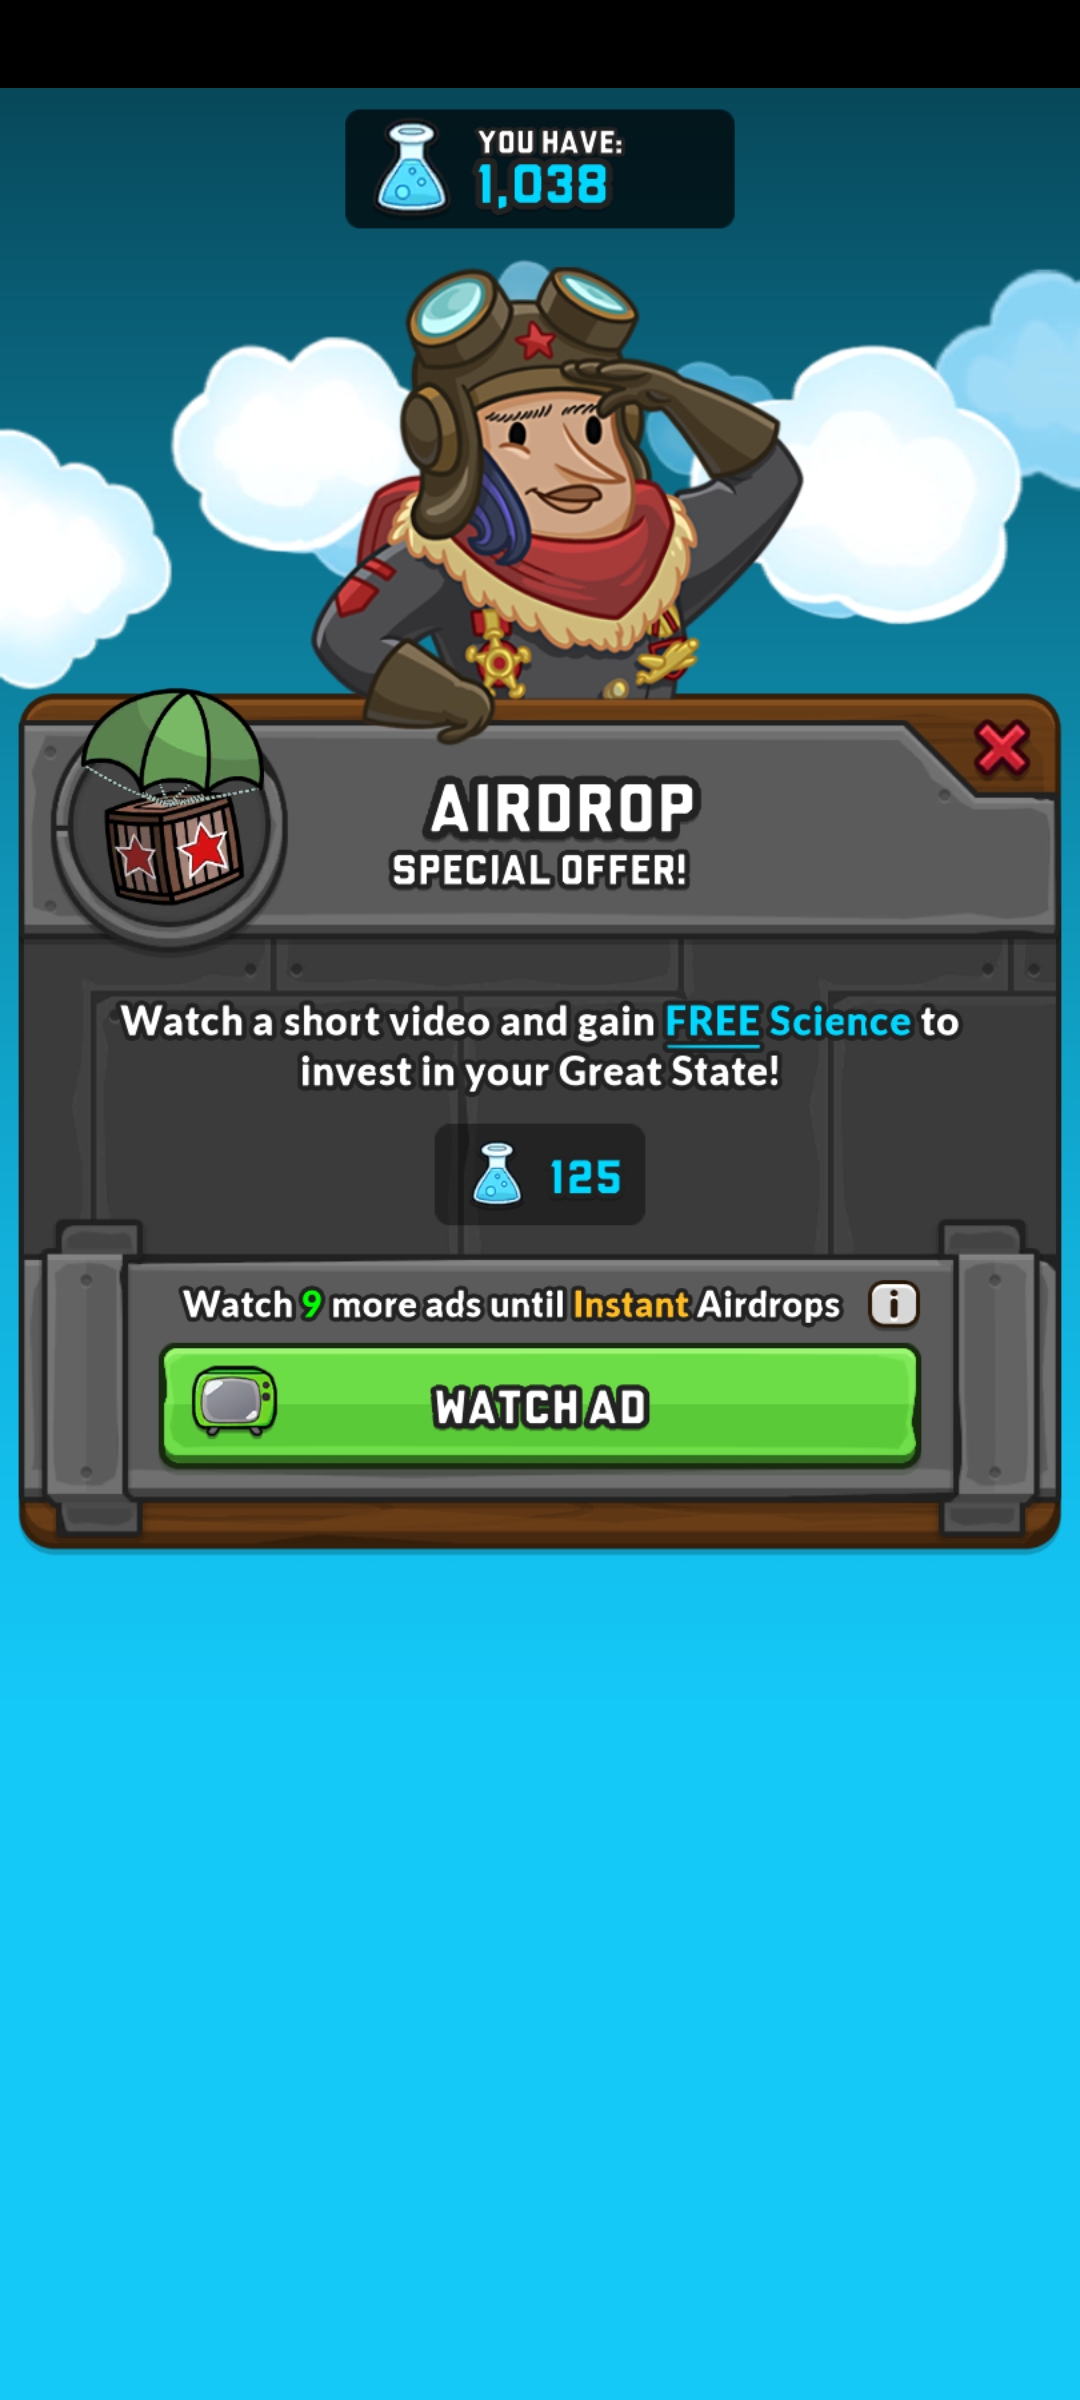 YOU HAVE:
1,038
AIRDROP
SPECIAL OFFER!
Watch a short video and gain FREE Science to
invest in your Great State!
125
Watch 9 more ads until Instant Airdrops
i
WATCH AD